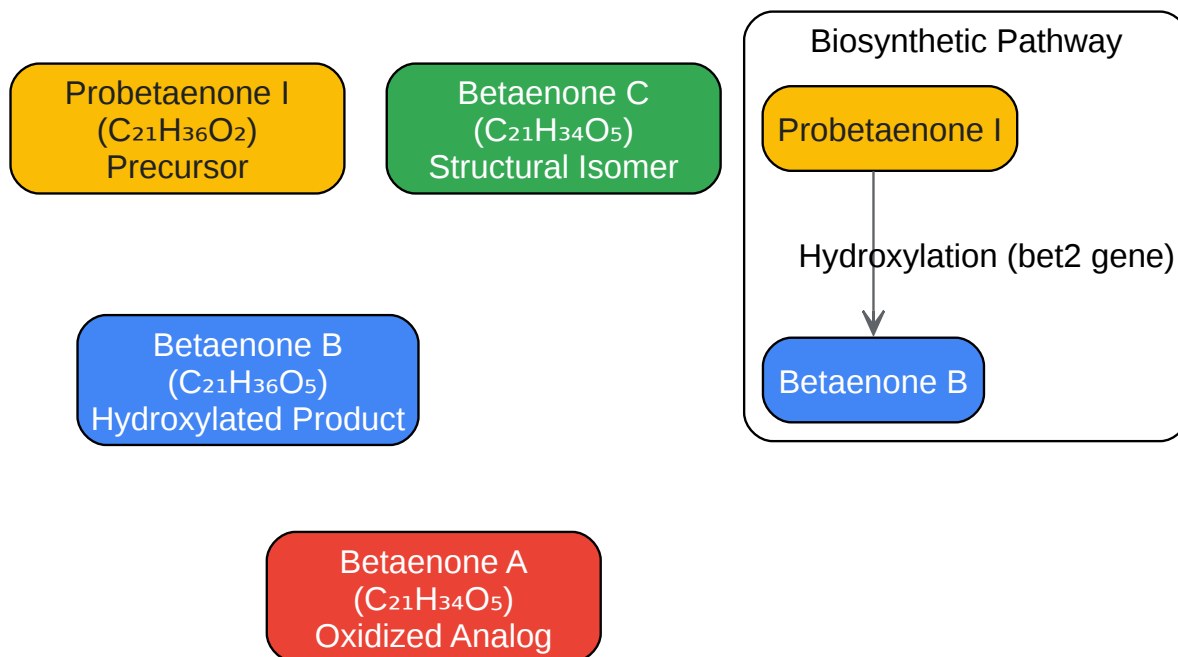 Probetaenone I
(C₂₁H₃₆O₂)
Precursor
Betaenone C
(C₂₁H₃₄O₅)
Structural Isomer
Betaenone B
(C₂₁H₃₆O₅)
Hydroxylated Product
Betaenone A
(C₂₁H₃₄O₅)
Oxidized Analog
Biosynthetic Pathway
Probetaenone I
Hydroxylation (bet2 gene)
Betaenone B